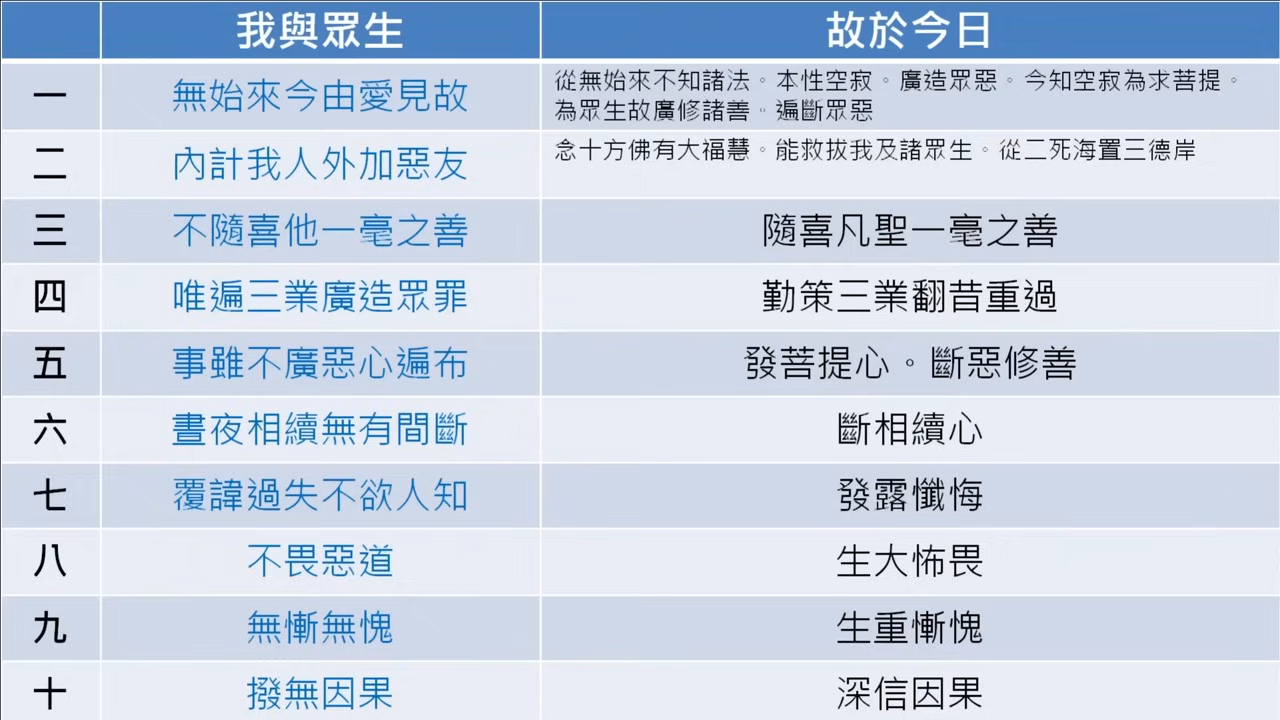 我與眾生 故於今日
一 無始來今由愛見故 從無始來不知諸法。本性空寂。廣造眾惡。今知空寂為求菩提。
為眾生故廣修諸善。遍斷眾惡
二 內計我人外加惡友 念十方佛有大福慧。能救拔我及諸眾生。從二死海置三德岸
三 不隨喜他一毫之善 隨喜凡聖一毫之善
四 唯遍三業廣造眾罪 勤策三業翻昔重過
五 事雖不廣惡心遍布 發菩提心。斷惡修善
六 晝夜相續無有間斷 斷相續心
七 覆諱過失不欲人知 發露懺悔
八 不畏惡道 生大怖畏
九 無慚無愧 生重慚愧
十 撥無因果 深信因果